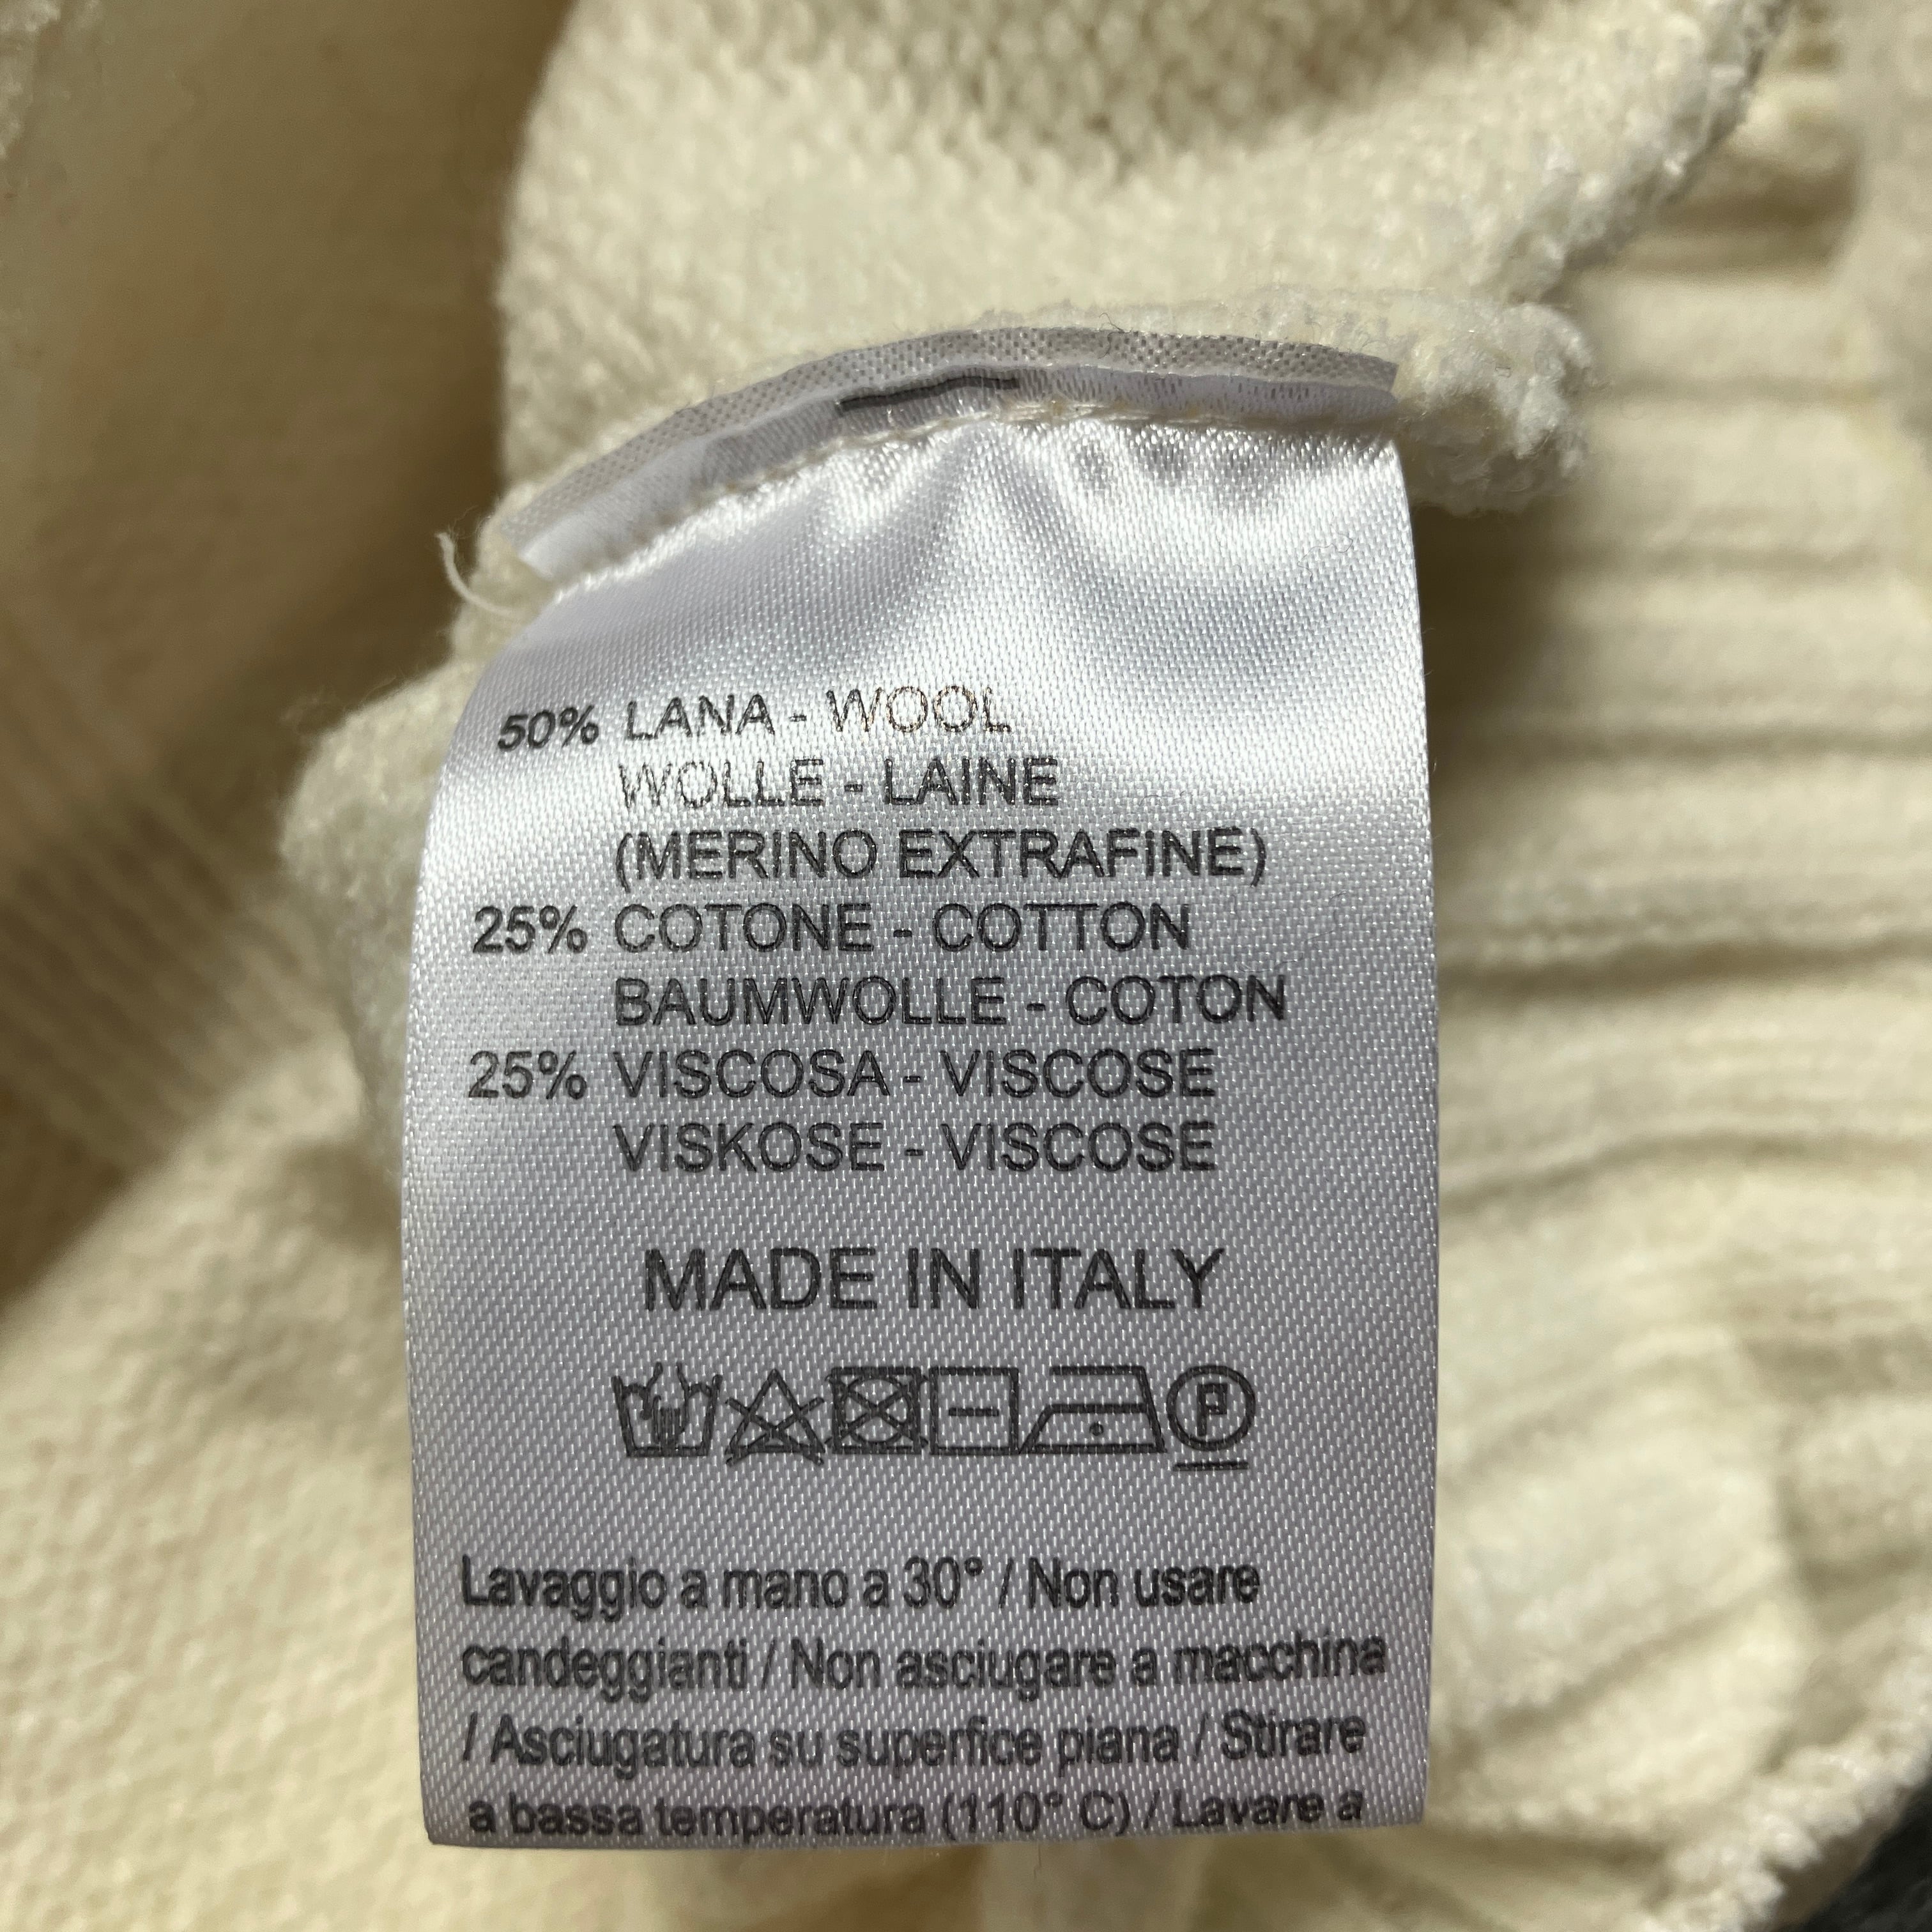 50% LANA - WOOL
WOLLE - LAINE
(MERINO EXTRAFINE)
25% COTONE - COTTON
BAUMWOLLE - COTON
25% VISCOSA - VISCOSE
VISKOSE - VISCOSE
MADE IN ITALY
P
Lavaggio a mano a 30° / Non usare
candeggianti / Non asciugare a macchina
/ Asciugatura su superfice piana / Stirare
a bassa temperatura (110° C) / Lavare a